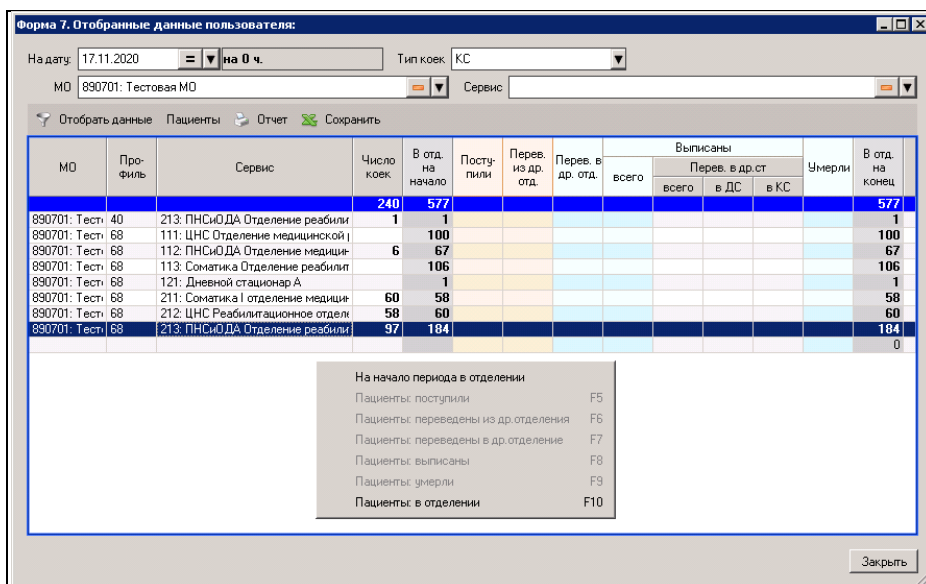 Форма 7. Отобранные данные пользователя:
На дату: 17.11.2020 = на 0 ч. Тип коек КС
МО 890701: Тестовая МО Сервис
Отобрать данные Пациенты Отчет Сохранить
МО Про-филь Сервис Число коек В отд. на начало Посту-пили Перев. из др. отд. Перев. в др. отд. Выписаны всего Перев. в др.ст всего в ДС в КС Умерли В отд. на конец
240 577 577
890701: Тест 40 213: ПНСиОДА Отделение реабили 1 1 1
890701: Тест 68 111: ЦНС Отделение медицинской 100 100
890701: Тест 68 112: ПНСиОДА Отделение медицин 6 67 67
890701: Тест 68 113: Соматика Отделение реабилит 106 106
890701: Тест 68 121: Дневной стационар А 1 1
890701: Тест 68 211: Соматика I отделение медицин 60 58 58
890701: Тест 68 212: ЦНС Реабилитационное отдел 58 60 60
890701: Тест 68 213: ПНСиОДА Отделение реабили 97 184 184
0
На начало периода в отделении
Пациенты: поступили F5
Пациенты: переведены из др.отделения F6
Пациенты: переведены в др.отделение F7
Пациенты: выписаны F8
Пациенты: умерли F9
Пациенты: в отделении F10
Закрыть